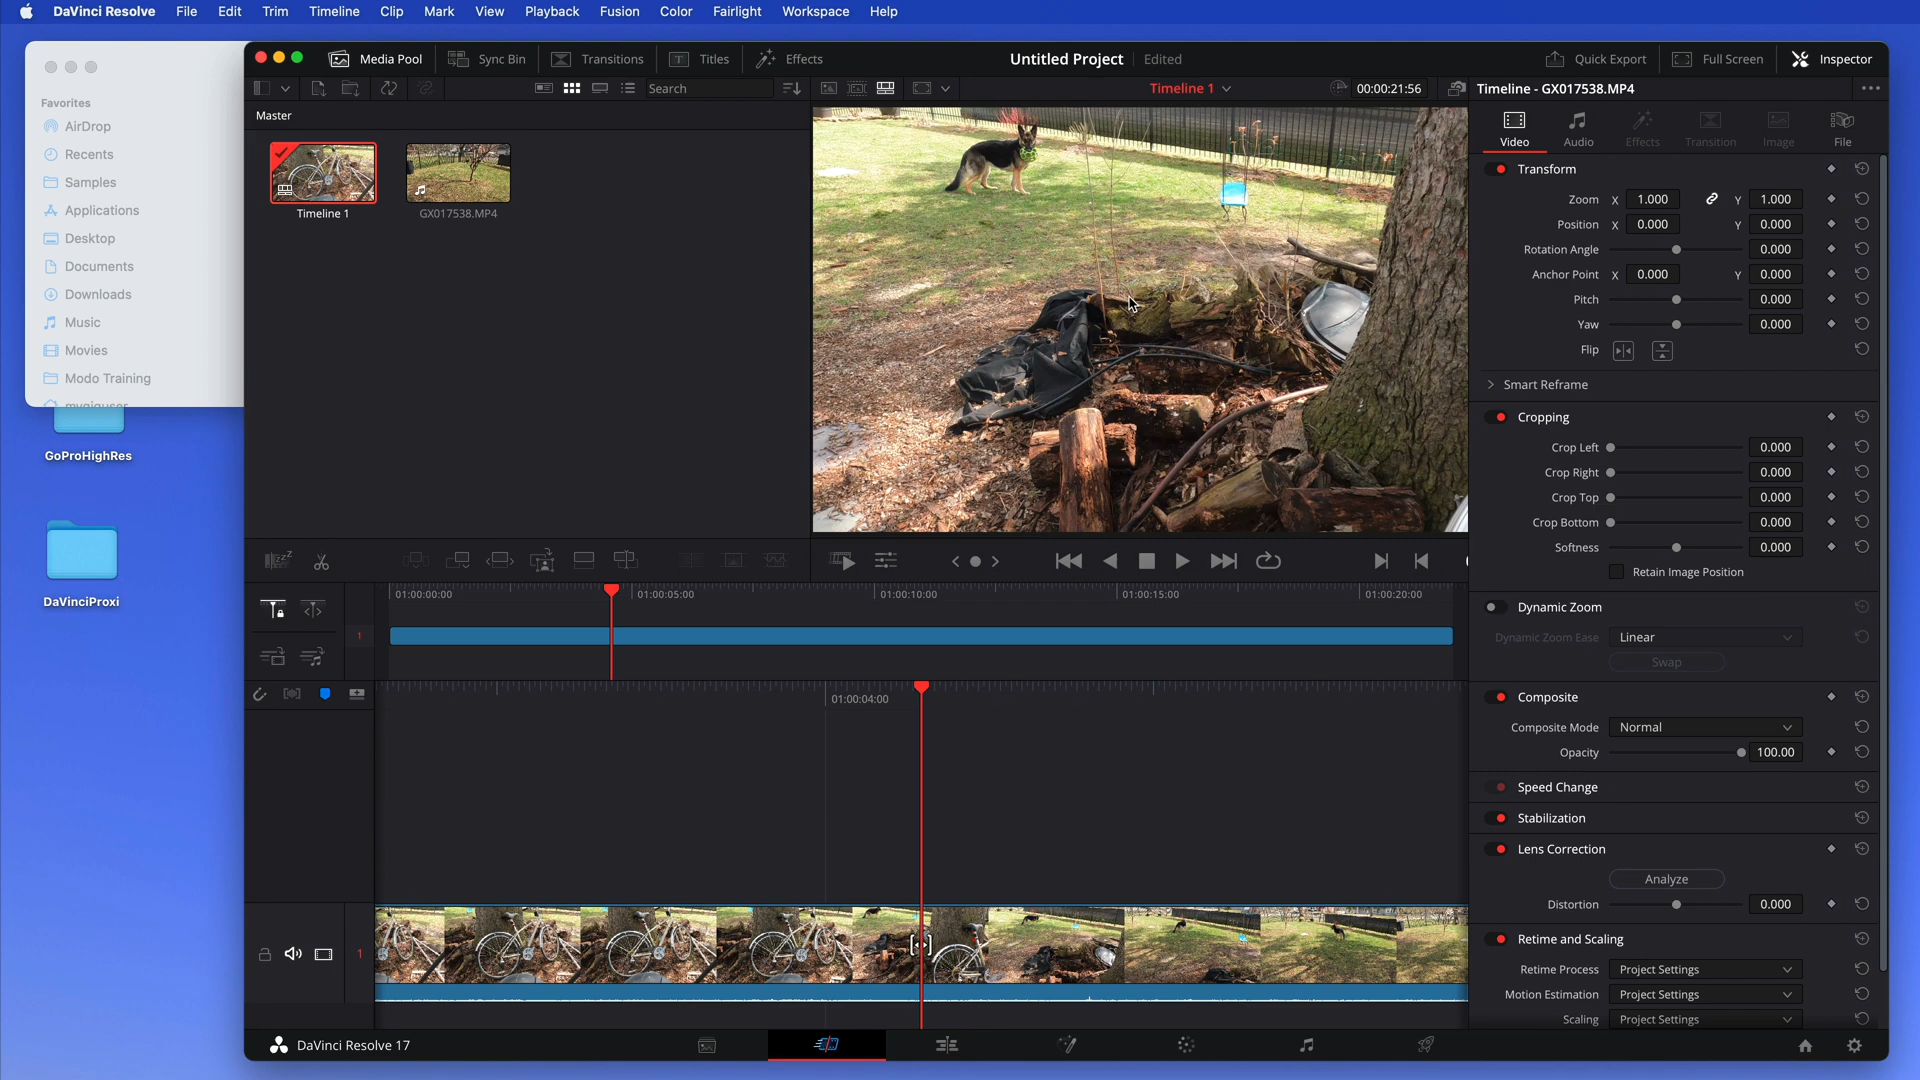 DaVinci Resolve File Edit Trim Timeline Clip Mark View Playback Fusion Color Fairlight Workspace Help
Favorites
AirDrop
Recents
Samples
Applications
Desktop
Documents
Downloads
Music
Movies
Modo Training
GoProHighRes
DaVinciProxi
Media Pool Sync Bin Transitions Titles Effects Untitled Project Edited Quick Export Full Screen Inspector
Search Timeline 1 00:00:21:56 Timeline - GX017538.MP4
Master
Timeline 1 GX017538.MP4
Video Audio Effects Transition Image File
Transform
Zoom X 1.000 Y 1.000
Position X 0.000 Y 0.000
Rotation Angle 0.000
Anchor Point X 0.000 Y 0.000
Pitch 0.000
Yaw 0.000
Flip
Smart Reframe
Cropping
Crop Left 0.000
Crop Right 0.000
Crop Top 0.000
Crop Bottom 0.000
Softness 0.000
Retain Image Position
Dynamic Zoom
Dynamic Zoom Ease Linear
Swap
Composite
Composite Mode Normal
Opacity 100.00
Speed Change
Stabilization
Lens Correction
Analyze
Distortion 0.000
Retime and Scaling
Retime Process Project Settings
Motion Estimation Project Settings
Scaling Project Settings
01:00:00:00 01:00:05:00 01:00:10:00 01:00:15:00 01:00:20:00
1
01:00:04:00
1
DaVinci Resolve 17